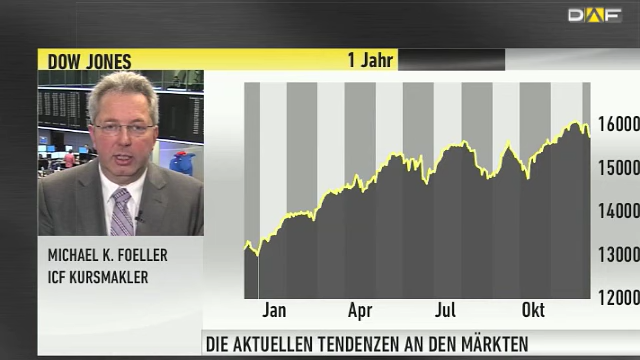 DAF
DOW JONES
1 Jahr
16000
15000
14000
13000
12000
Jan
Apr
Jul
Okt
MICHAEL K. FOELLER
ICF KURSMAKLER
DIE AKTUELLEN TENDENZEN AN DEN MÄRKTEN